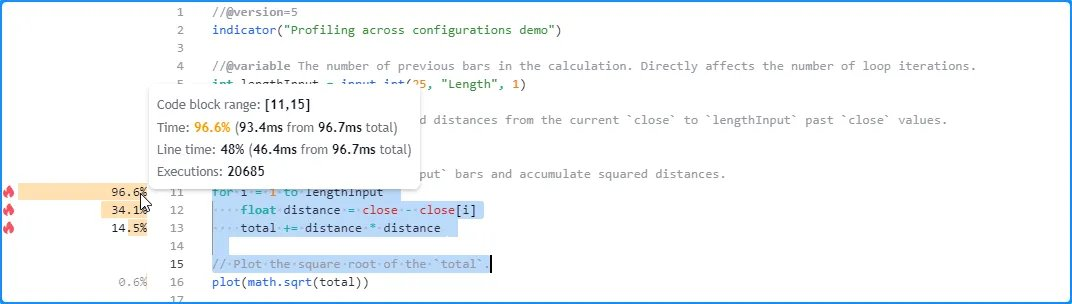 1 //@version=5
2 indicator("Profiling across configurations demo")
3
4 //@variable The number of previous bars in the calculation. Directly affects the number of loop iterations.
int lengthInput = input.int(25, "Length", 1)
Code block range: [11,15]
Time: 96.6% (93.4ms from 96.7ms total)
Line time: 48% (46.4ms from 96.7ms total)
Executions: 20685
distances from the current `close` to `lengthInput` past `close` values.
bars and accumulate squared distances.
96.6% 11 for i = 1 to lengthInput
34.1% 12 float distance = close - close[i]
14.5% 13 total += distance * distance
14
15 // Plot the square root of the `total`.
0.6% 16 plot(math.sqrt(total))
17